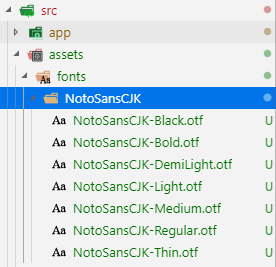 src
app
assets
fonts
NotoSansCJK
Aa NotoSansCJK-Black.otf U
Aa NotoSansCJK-Bold.otf U
Aa NotoSansCJK-DemiLight.otf U
Aa NotoSansCJK-Light.otf U
Aa NotoSansCJK-Medium.otf U
Aa NotoSansCJK-Regular.otf U
Aa NotoSansCJK-Thin.otf U